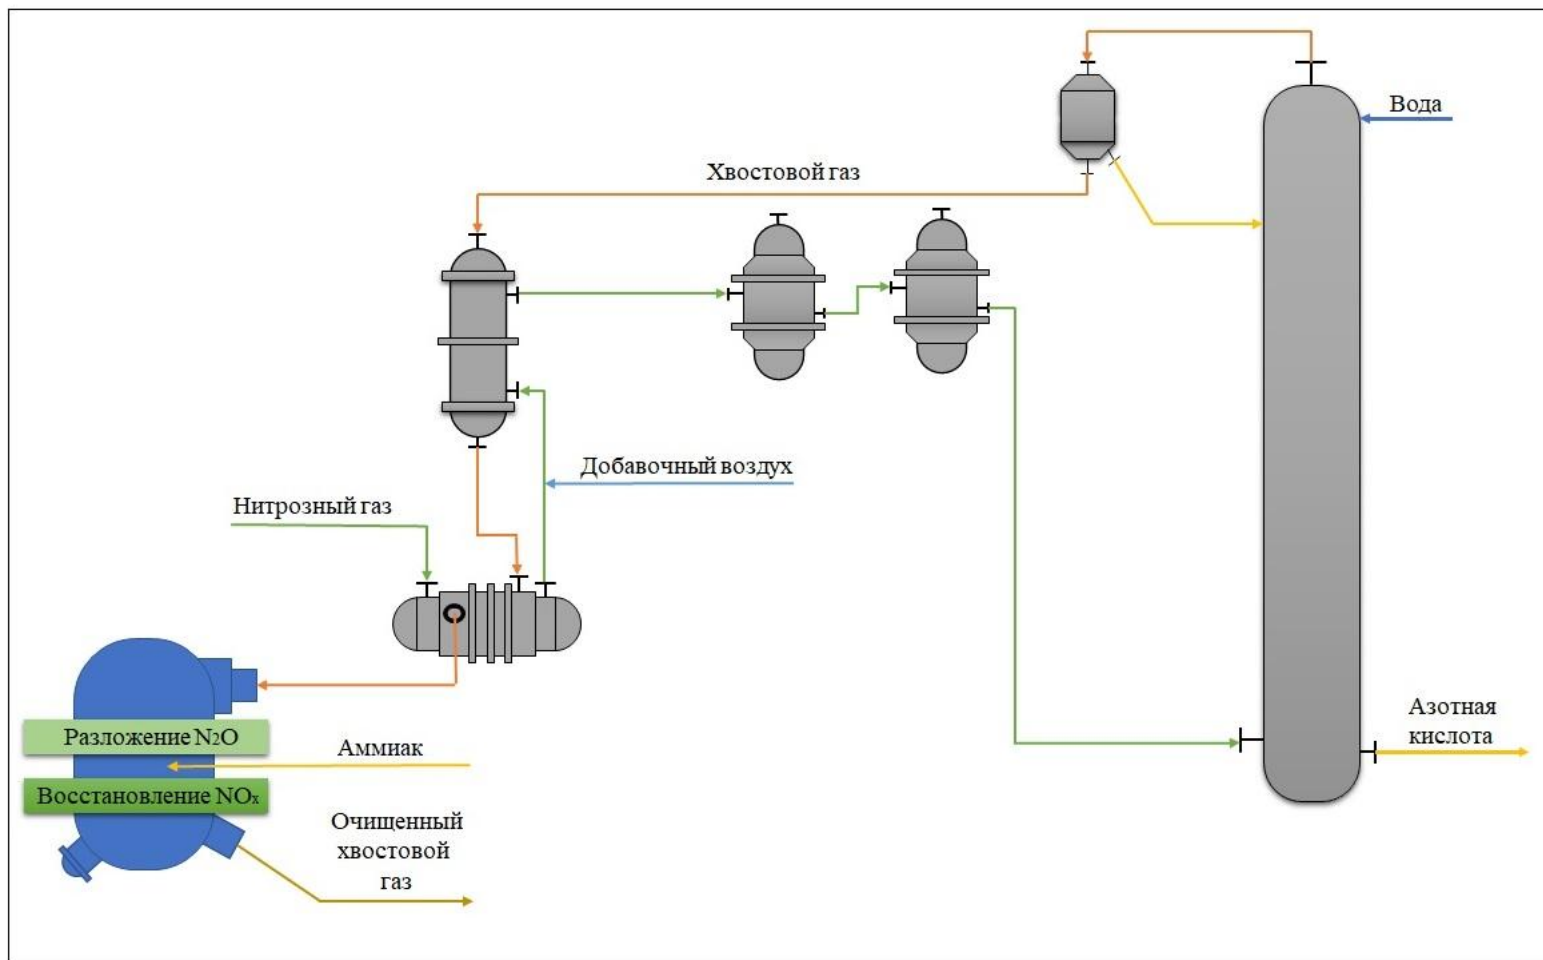 Вода
Хвостовой газ
Добавочный воздух
Нитрозный газ
Азотная
кислота
Разложение N₂O
Аммиак
Восстановление NOₓ
Очищенный
хвостовой
газ